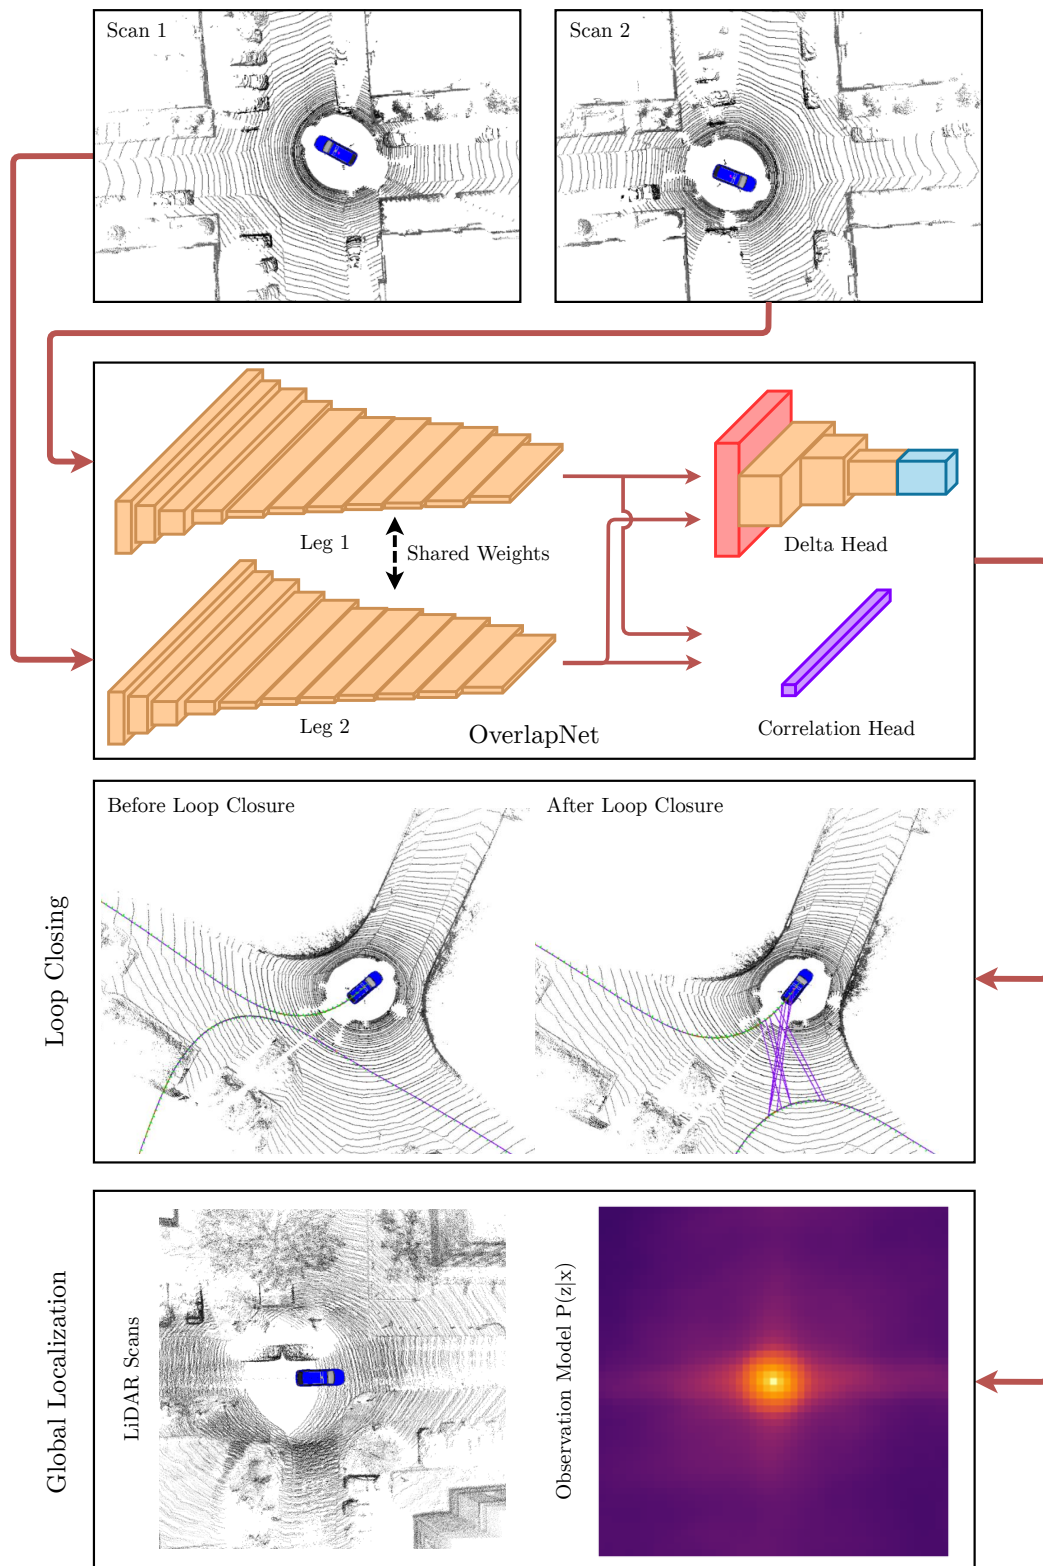 Scan 1
Scan 2
Leg 1
Shared Weights
Delta Head
Leg 2
OverlapNet
Correlation Head
Loop Closing
Before Loop Closure
After Loop Closure
Global Localization
LiDAR Scans
Observation Model P(z|x)